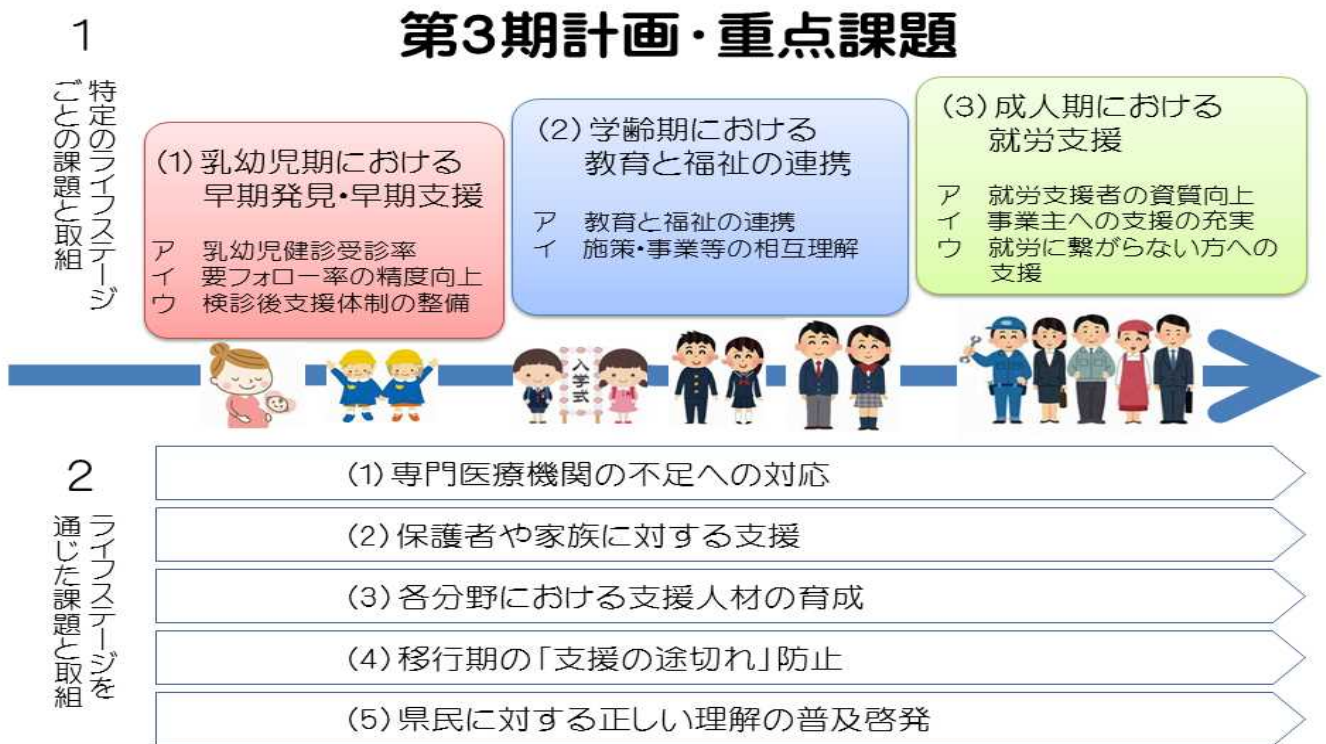 第3期計画・重点課題
1
特定のライフステージ
ごとの課題と取組
(1)乳幼児期における
早期発見・早期支援
ア 乳幼児健診受診率
イ 要フォロー率の精度向上
ウ 検診後支援体制の整備
(2)学齢期における
教育と福祉の連携
ア 教育と福祉の連携
イ 施策・事業等の相互理解
(3)成人期における
就労支援
ア 就労支援者の資質向上
イ 事業主への支援の充実
ウ 就労に繋がらない方への
支援
入学式
2
ライフステージを
通じた課題と取組
(1)専門医療機関の不足への対応
(2)保護者や家族に対する支援
(3)各分野における支援人材の育成
(4)移行期の「支援の途切れ」防止
(5)県民に対する正しい理解の普及啓発